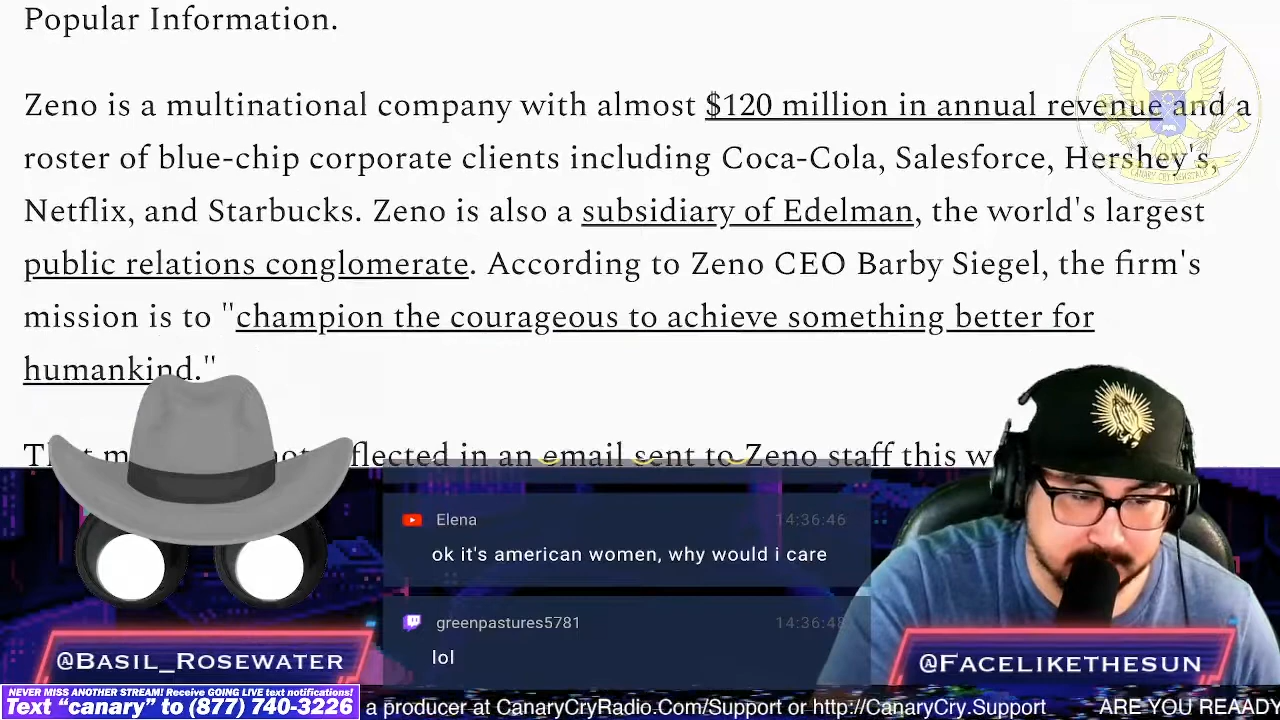 Popular Information.
Zeno is a multinational company with almost $120 million in annual revenue and a
roster of blue-chip corporate clients including Coca-Cola, Salesforce, Hershey's,
Netflix, and Starbucks. Zeno is also a subsidiary of Edelman, the world's largest
public relations conglomerate. According to Zeno CEO Barby Siegel, the firm's
mission is to "champion the courageous to achieve something better for
humankind."
in an email sent to Zeno staff this
Elena 14:36:46
ok it's american women, why would i care
greenpastures5781 14:36:48
lol
@BASIL_ROSEWATER
@FACELIKETHESUN
NEVER MISS ANOTHER STREAM! Receive GOING LIVE text notifications!
Text “canary” to (877) 740-3226
a producer at CanaryCryRadio.Com/Support or http://CanaryCry.Support ARE YOU REAADY